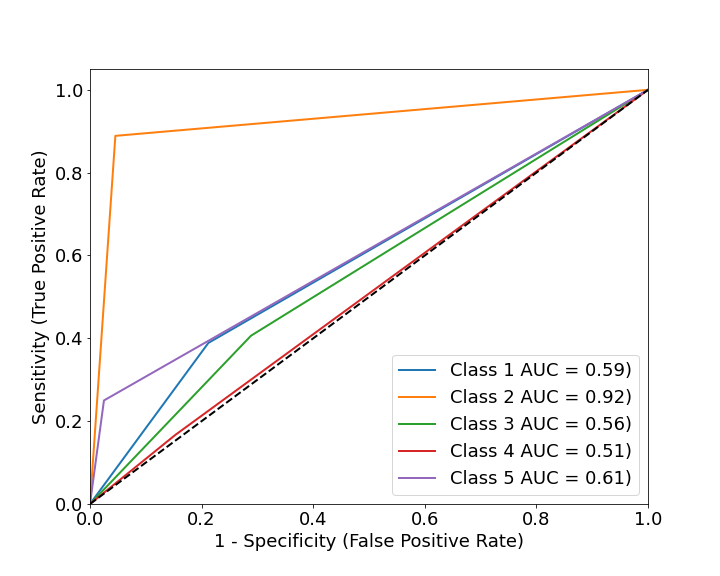 1.0
0.8
0.6
0.4
0.2
0.0
Sensitivity (True Positive Rate)
Class 1 AUC = 0.59)
Class 2 AUC = 0.92)
Class 3 AUC = 0.56)
Class 4 AUC = 0.51)
Class 5 AUC = 0.61)
0.0 0.2 0.4 0.6 0.8 1.0
1 - Specificity (False Positive Rate)